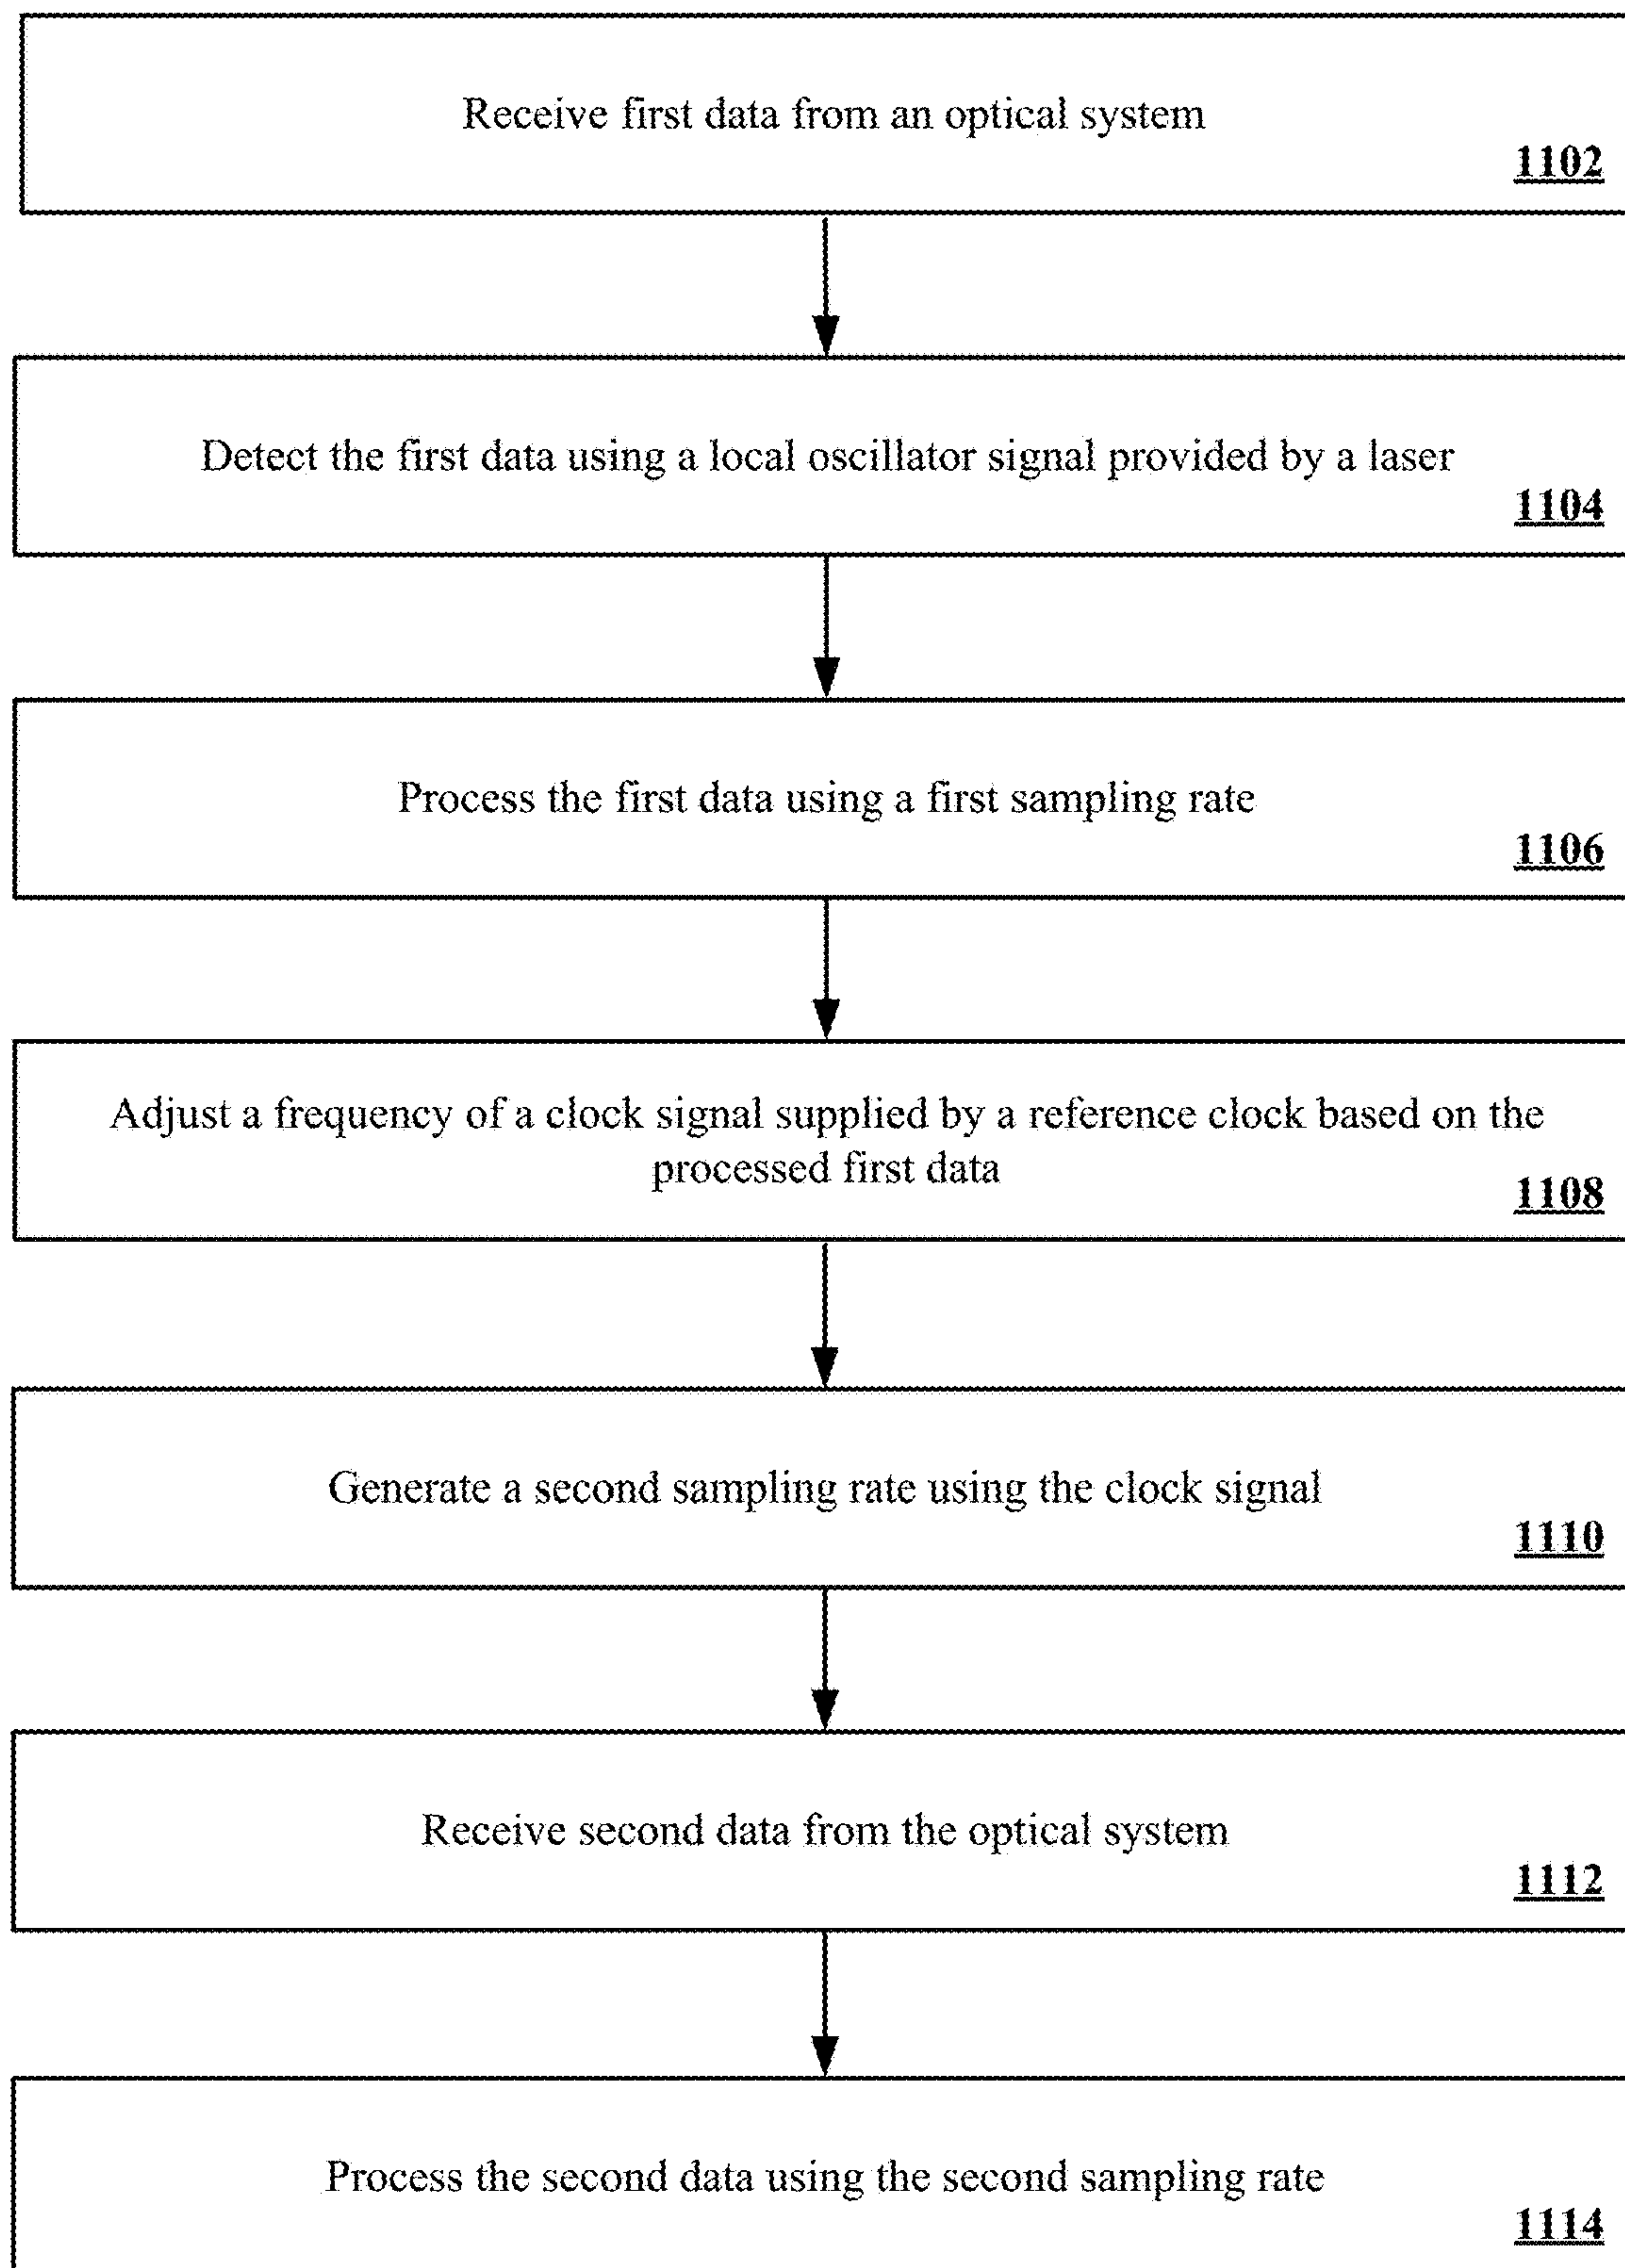 Receive first data from an optical system
1102
Detect the first data using a local oscillator signal provided by a laser
1104
Process the first data using a first sampling rate
1106
Adjust a frequency of a clock signal supplied by a reference clock based on the
processed first data
1108
Generate a second sampling rate using the clock signal
1110
Receive second data from the optical system
1112
Process the second data using the second sampling rate
1114